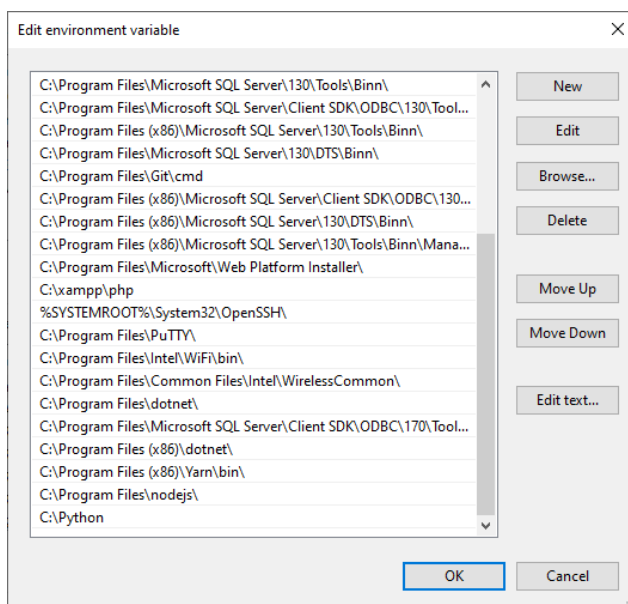 Edit environment variable
C:\Program Files\Microsoft SQL Server\130\Tools\Binn\
C:\Program Files\Microsoft SQL Server\Client SDK\ODBC\130\Tool...
C:\Program Files (x86)\Microsoft SQL Server\130\Tools\Binn\
C:\Program Files\Microsoft SQL Server\130\DTS\Binn\
C:\Program Files\Git\cmd
C:\Program Files (x86)\Microsoft SQL Server\Client SDK\ODBC\130...
C:\Program Files (x86)\Microsoft SQL Server\130\DTS\Binn\
C:\Program Files (x86)\Microsoft SQL Server\130\Tools\Binn\Mana...
C:\Program Files\Microsoft\Web Platform Installer\
C:\xampp\php
%SYSTEMROOT%\System32\OpenSSH\
C:\Program Files\PuTTY\
C:\Program Files\Intel\WiFi\bin\
C:\Program Files\Common Files\Intel\WirelessCommon\
C:\Program Files\dotnet\
C:\Program Files\Microsoft SQL Server\Client SDK\ODBC\170\Tool...
C:\Program Files (x86)\dotnet\
C:\Program Files (x86)\Yarn\bin\
C:\Program Files\nodejs\
C:\Python
New
Edit
Browse...
Delete
Move Up
Move Down
Edit text...
OK
Cancel